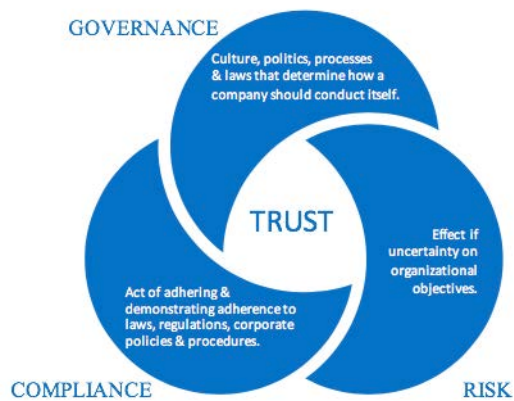 GOVERNANCE
Culture, politics, processes
& laws that determine how a
company should conduct itself.
TRUST
Effect if
uncertainty on
organizational
objectives.
Act of adhering &
demonstrating adherence to
laws, regulations, corporate
policies & procedures.
COMPLIANCE
RISK